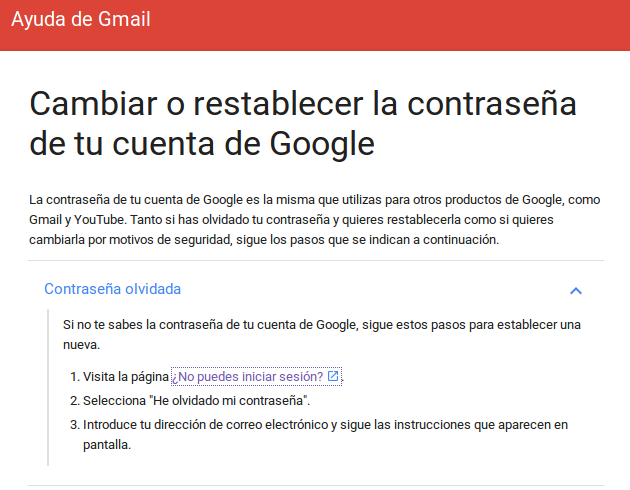 Ayuda de Gmail
Cambiar o restablecer la contraseña
de tu cuenta de Google
La contraseña de tu cuenta de Google es la misma que utilizas para otros productos de Google, como
Gmail y YouTube. Tanto si has olvidado tu contraseña y quieres restablecerla como si quieres
cambiarla por motivos de seguridad, sigue los pasos que se indican a continuación.
Contraseña olvidada
Si no te sabes la contraseña de tu cuenta de Google, sigue estos pasos para establecer una
nueva.
1. Visita la página ¿No puedes iniciar sesión?.
2. Selecciona "He olvidado mi contraseña".
3. Introduce tu dirección de correo electrónico y sigue las instrucciones que aparecen en
pantalla.